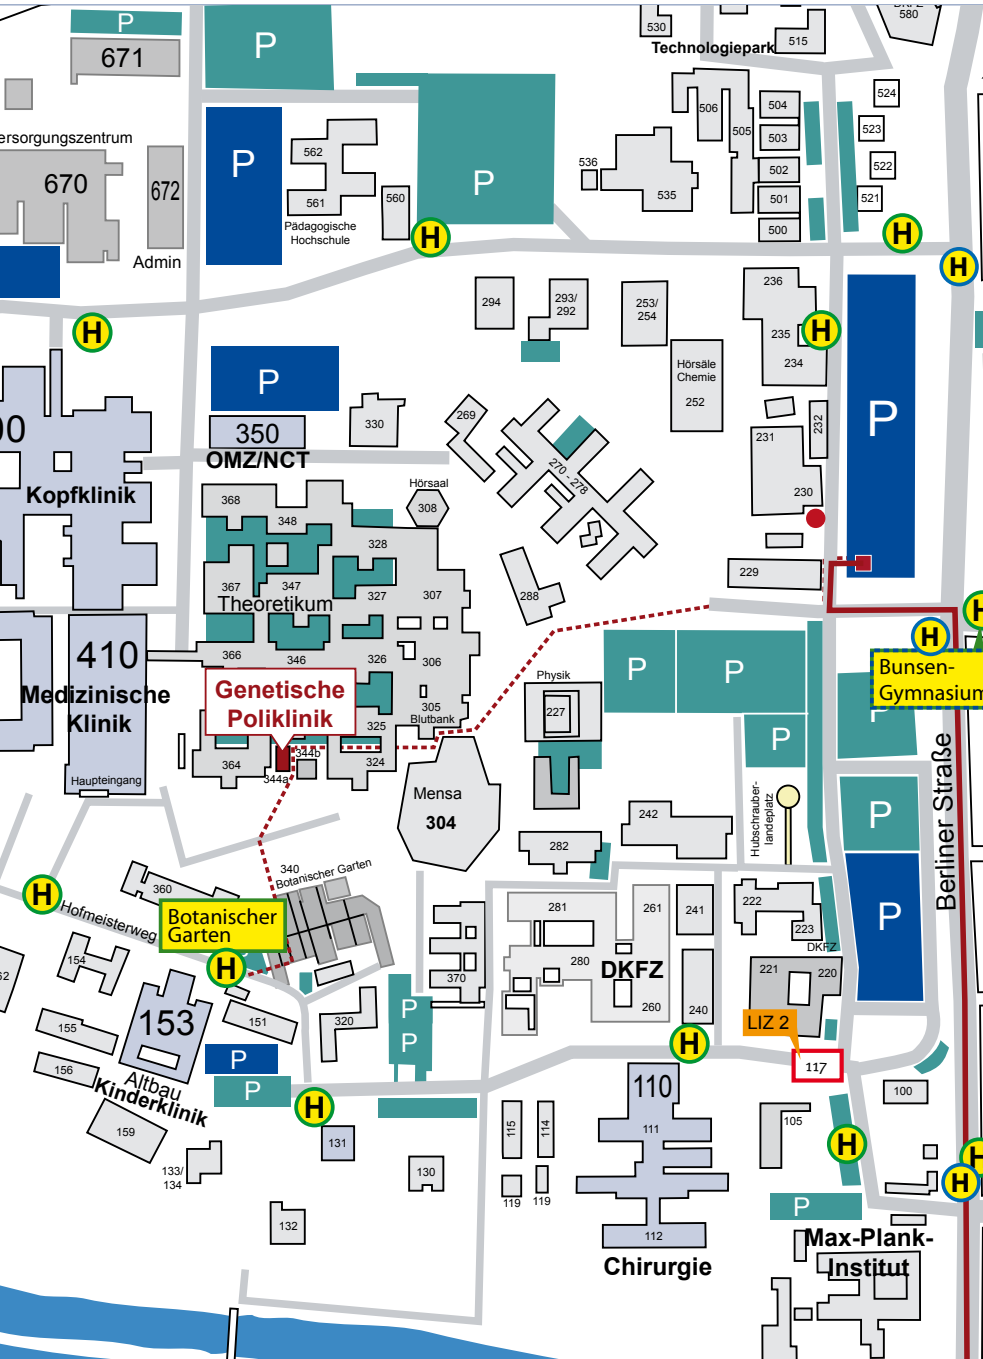 P
671
P
530
Technologiepark
515
580
ersorgungszentrum
670
672
Admin
P
562
561
560
Pädagogische
Hochschule
P
H
536
535
506
505
504
503
502
501
500
524
523
522
521
H
H
H
294
293/
292
253/
254
Hörsäle
Chemie
252
236
235
234
H
P
232
231
230
229
P
350
OMZ/NCT
330
269
270 - 278
Hörsaal
308
288
Kopfklinik
368
348
328
367
347
327
307
Theoretikum
366
346
326
306
305
Blutbank
325
324
364
344a
344b
410
Medizinische
Klinik
Haupteingang
Genetische
Poliklinik
Mensa
304
Physik
227
P
P
P
P
H
H
Bunsen-
Gymnasium
Berliner Straße
Hubschrauber-
landeplatz
P
P
242
282
281
280
261
260
DKFZ
241
240
222
223
DKFZ
221
220
LIZ 2
117
340
Botanischer Garten
360
H
Hofmeisterweg
Botanischer
Garten
H
154
155
156
153
Altbau
Kinderklinik
151
P
P
159
133/
134
320
370
P
P
H
131
130
132
H
110
111
112
Chirurgie
115
114
119
119
105
100
H
H
H
P
Max-Plank-
Institut